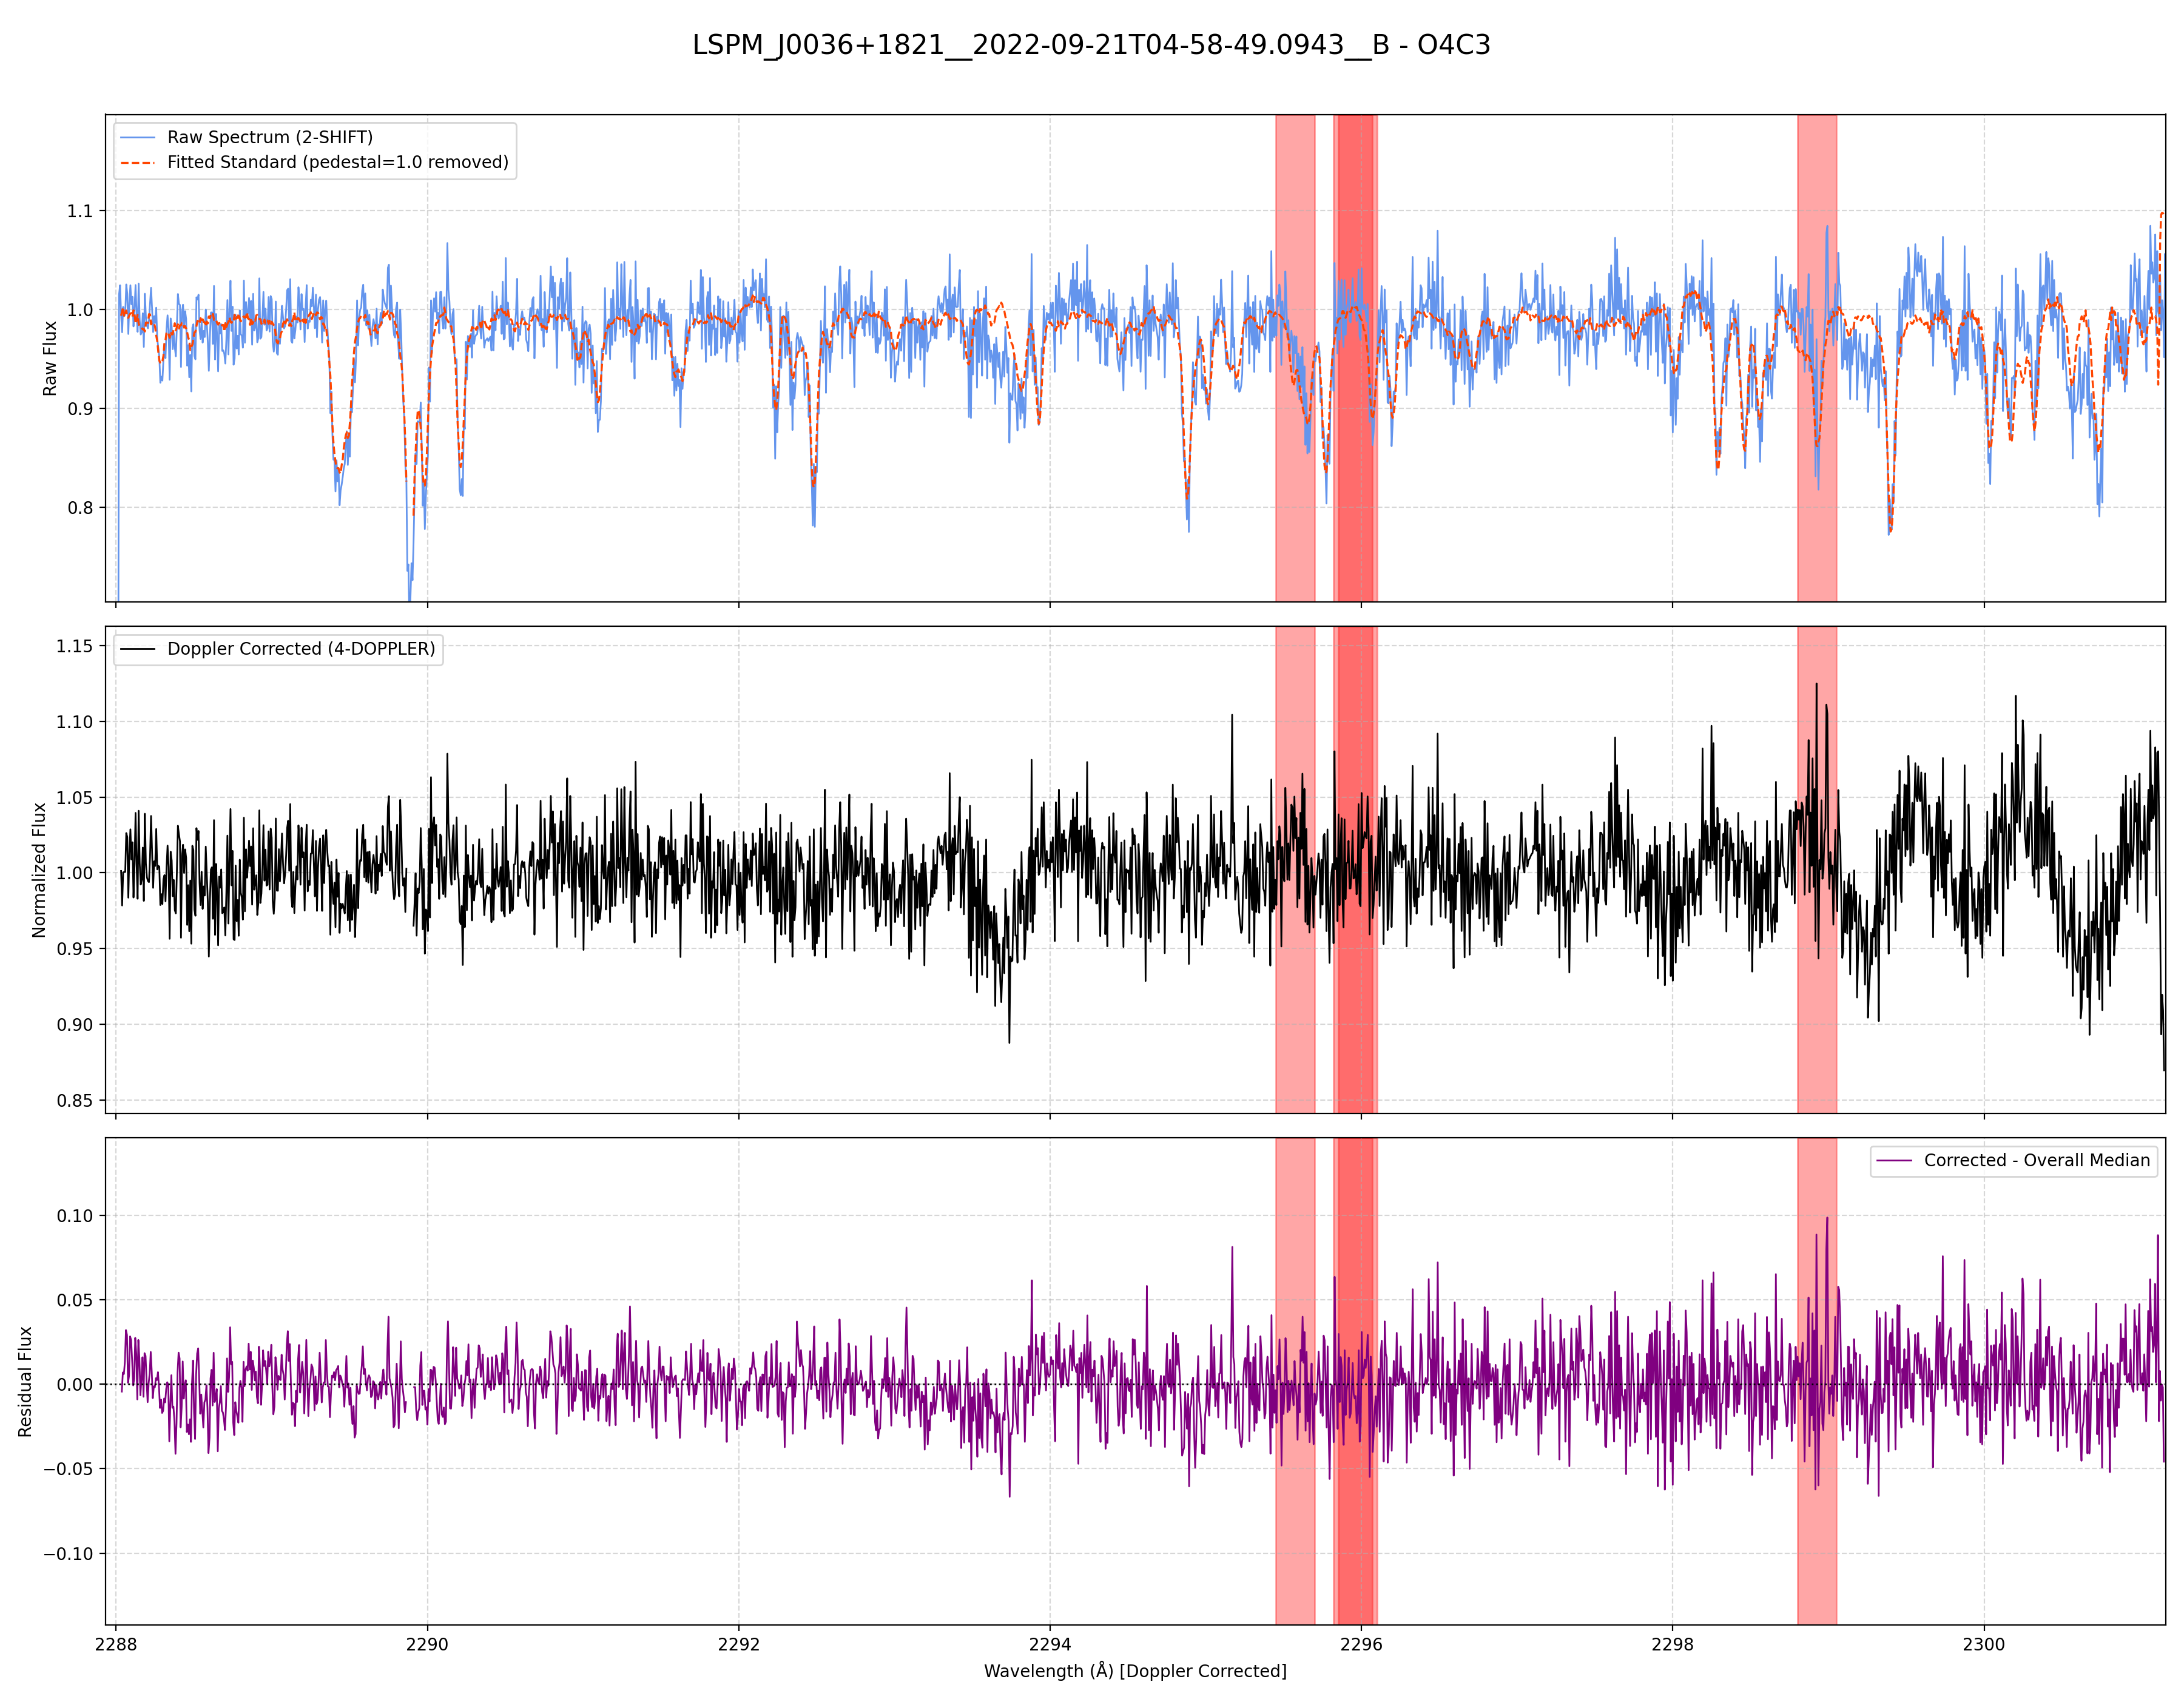 LSPM_J0036+1821__2022-09-21T04-58-49.0943__B - O4C3
Raw Spectrum (2-SHIFT)
Fitted Standard (pedestal=1.0 removed)
Raw Flux
1.1
1.0
0.9
0.8
Doppler Corrected (4-DOPPLER)
Normalized Flux
1.15
1.10
1.05
1.00
0.95
0.90
0.85
Corrected - Overall Median
Residual Flux
0.10
0.05
0.00
−0.05
−0.10
2288 2290 2292 2294 2296 2298 2300
Wavelength (Å) [Doppler Corrected]